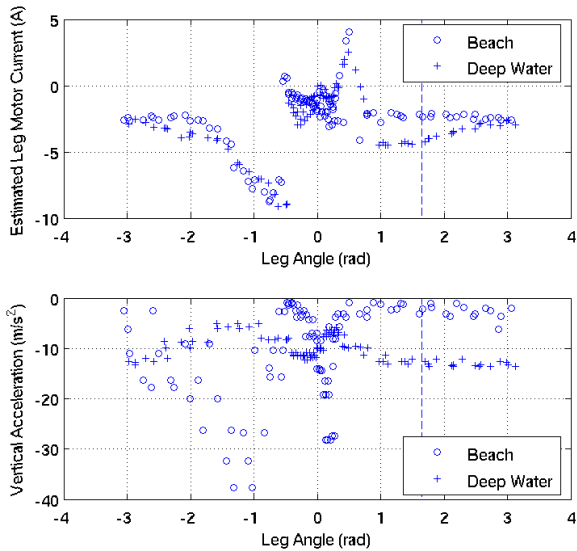 5
0
-5
-10
Estimated Leg Motor Current (A)
Beach
Deep Water
-4 -3 -2 -1 0 1 2 3 4
Leg Angle (rad)
0
-10
-20
-30
-40
Vertical Acceleration (m/s²)
Beach
Deep Water
-4 -3 -2 -1 0 1 2 3 4
Leg Angle (rad)